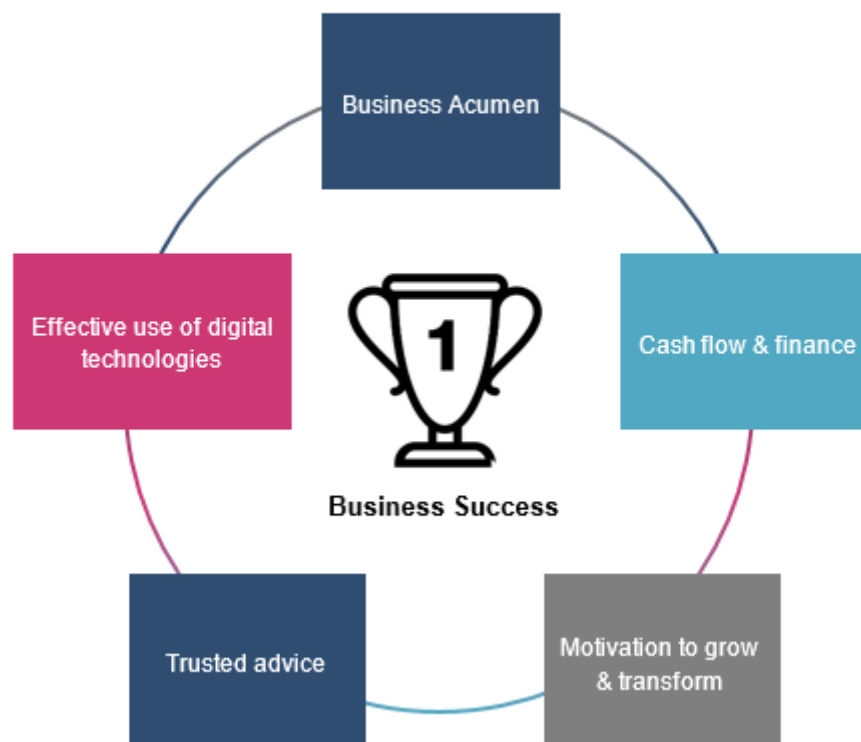 Business Acumen
Effective use of digital
technologies
1
Cash flow & finance
Business Success
Trusted advice
Motivation to grow
& transform